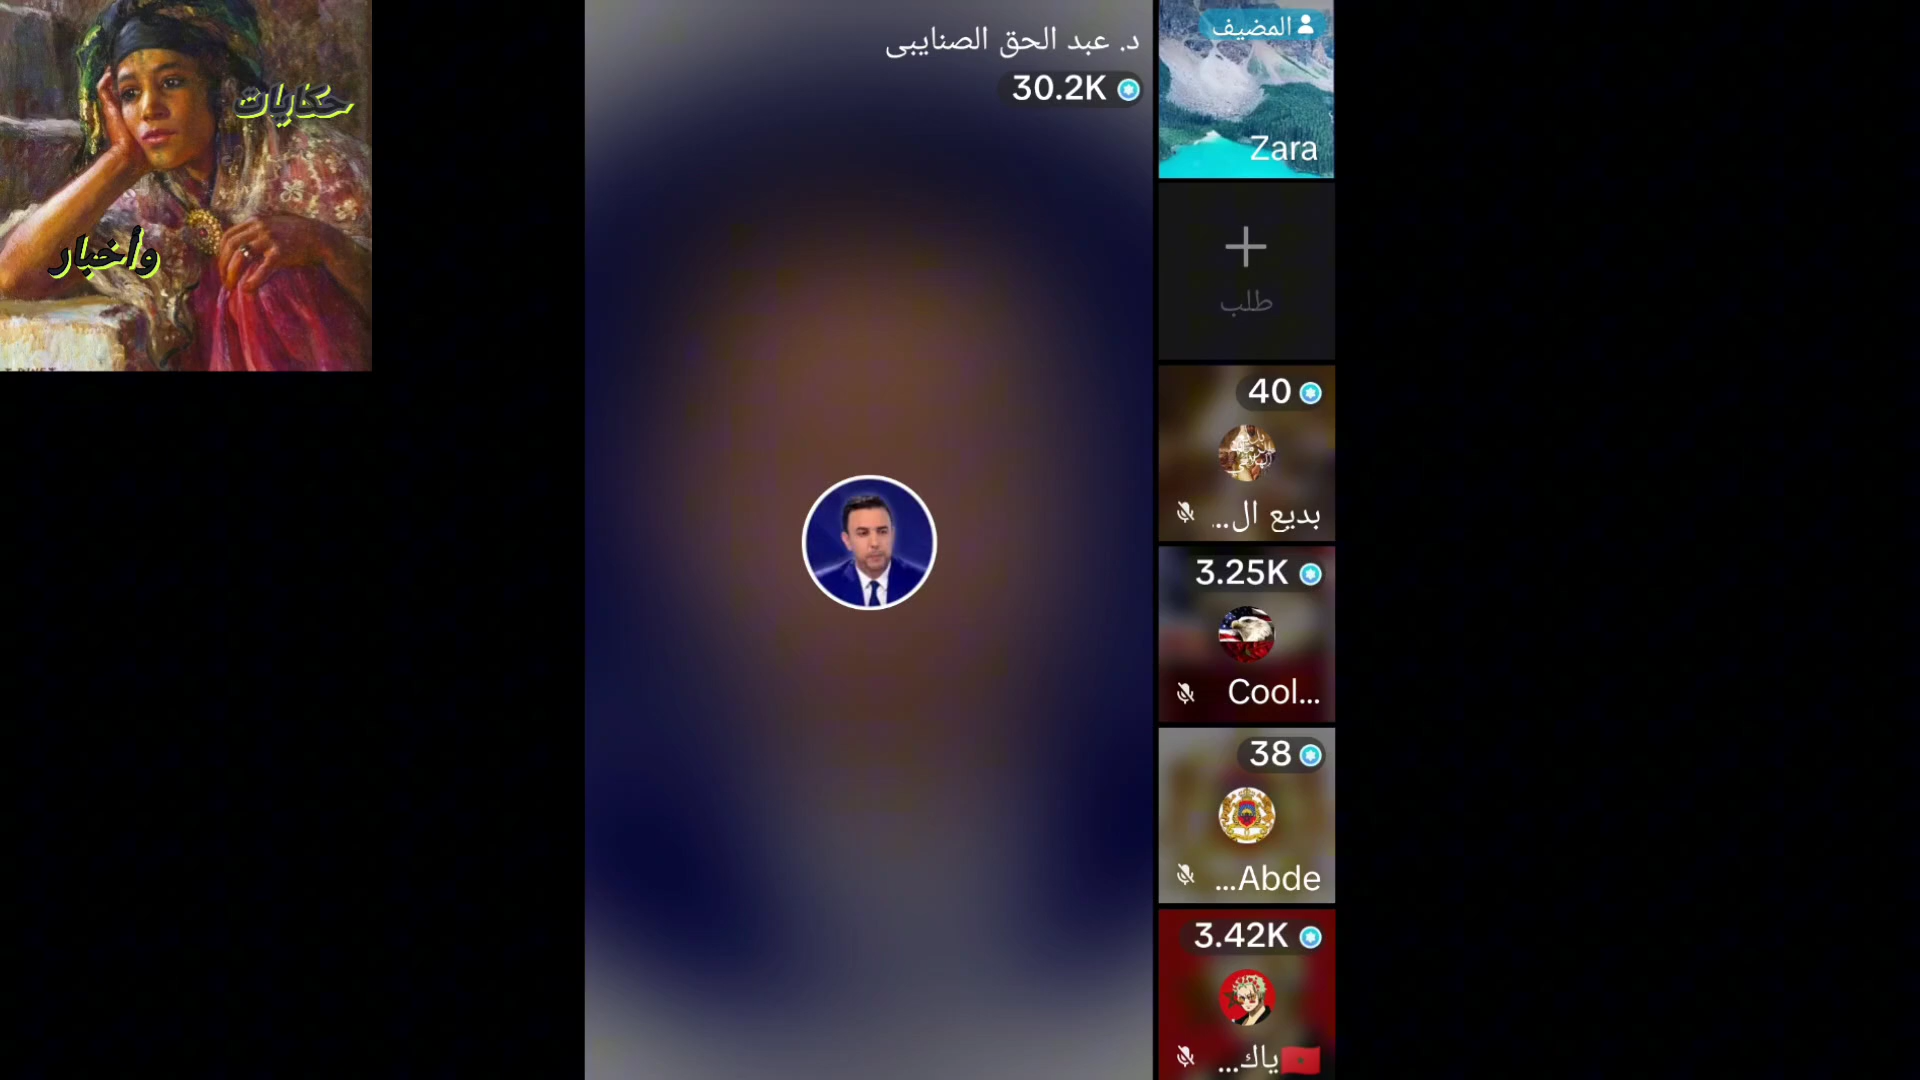 حكايات
وأخبار
د. عبد الحق الصنايبي
30.2K
المضيف
Zara
طلب
40
بديع ال...
3.25K
Cool...
38
Abde...
3.42K
ياك...